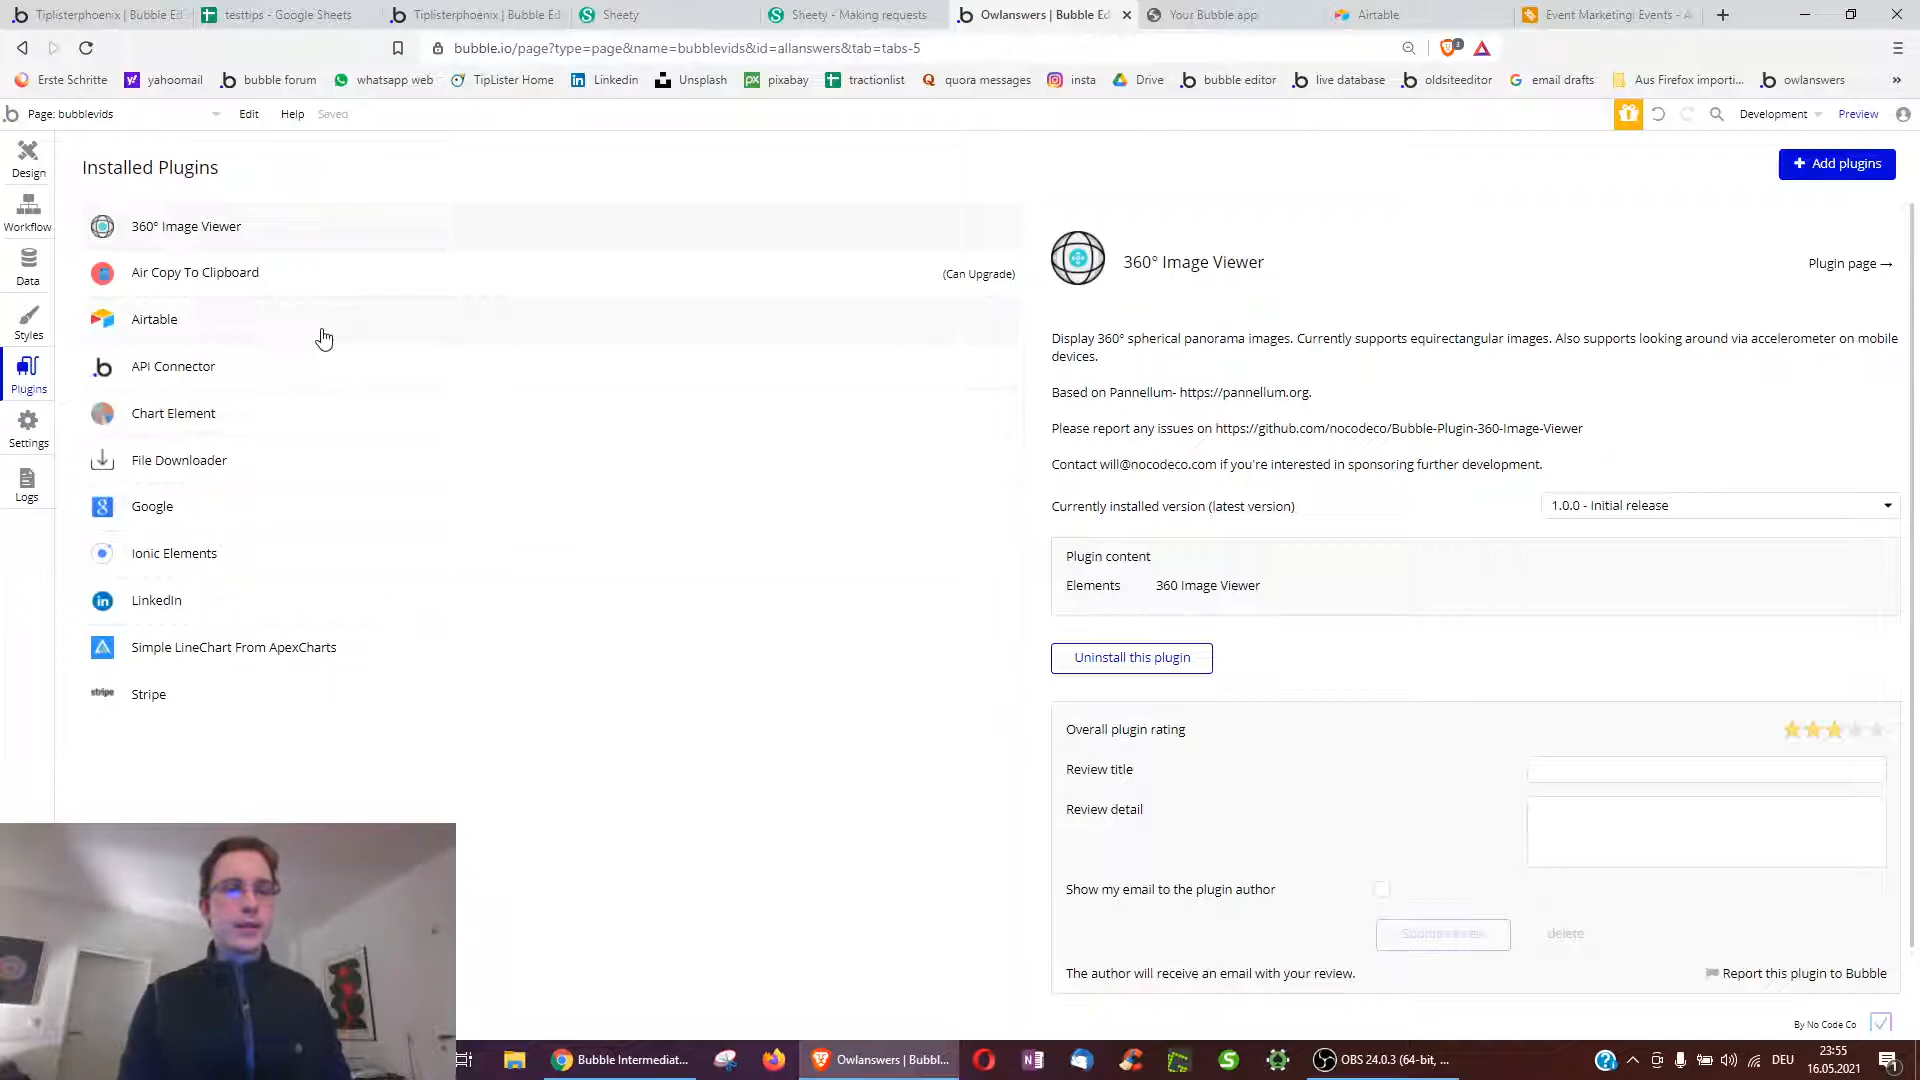 Tiplisterphoenix | Bubble Ed
testtips - Google Sheets
Tiplisterphoenix | Bubble Ed
Sheety
Sheety - Making requests
Owlanswers | Bubble Ed
Your Bubble app
Airtable
Event Marketing: Events - A
bubble.io/page?type=page&name=bubblevids&id=allanswers&tab=tabs-5
3
Erste Schritte
yahoomail
bubble forum
whatsapp web
TipLister Home
Linkedin
Unsplash
pixabay
tractionlist
quora messages
insta
Drive
bubble editor
live database
oldsiteeditor
email drafts
Aus Firefox importi...
owlanswers
»
Page: bubblevids
Edit
Help
Saved
Development
Preview
Design
Workflow
Data
Styles
Plugins
Settings
Logs
Installed Plugins
+ Add plugins
360° Image Viewer
Air Copy To Clipboard
(Can Upgrade)
Airtable
API Connector
Chart Element
File Downloader
Google
Ionic Elements
LinkedIn
Simple LineChart From ApexCharts
stripe
Stripe
360° Image Viewer
Plugin page →
Display 360° spherical panorama images. Currently supports equirectangular images. Also supports looking around via accelerometer on mobile
devices.
Based on Pannellum- https://pannellum.org.
Please report any issues on https://github.com/nocodeco/Bubble-Plugin-360-Image-Viewer
Contact will@nocodeco.com if you're interested in sponsoring further development.
Currently installed version (latest version)
1.0.0 - Initial release
Plugin content
Elements
360 Image Viewer
Uninstall this plugin
Overall plugin rating
Review title
Review detail
Show my email to the plugin author
delete
The author will receive an email with your review.
Report this plugin to Bubble
By No Code Co
Bubble Intermediat...
Owlanswers | Bubbl...
OBS 24.0.3 (64-bit, ...
DEU
23:55
16.05.2021
1